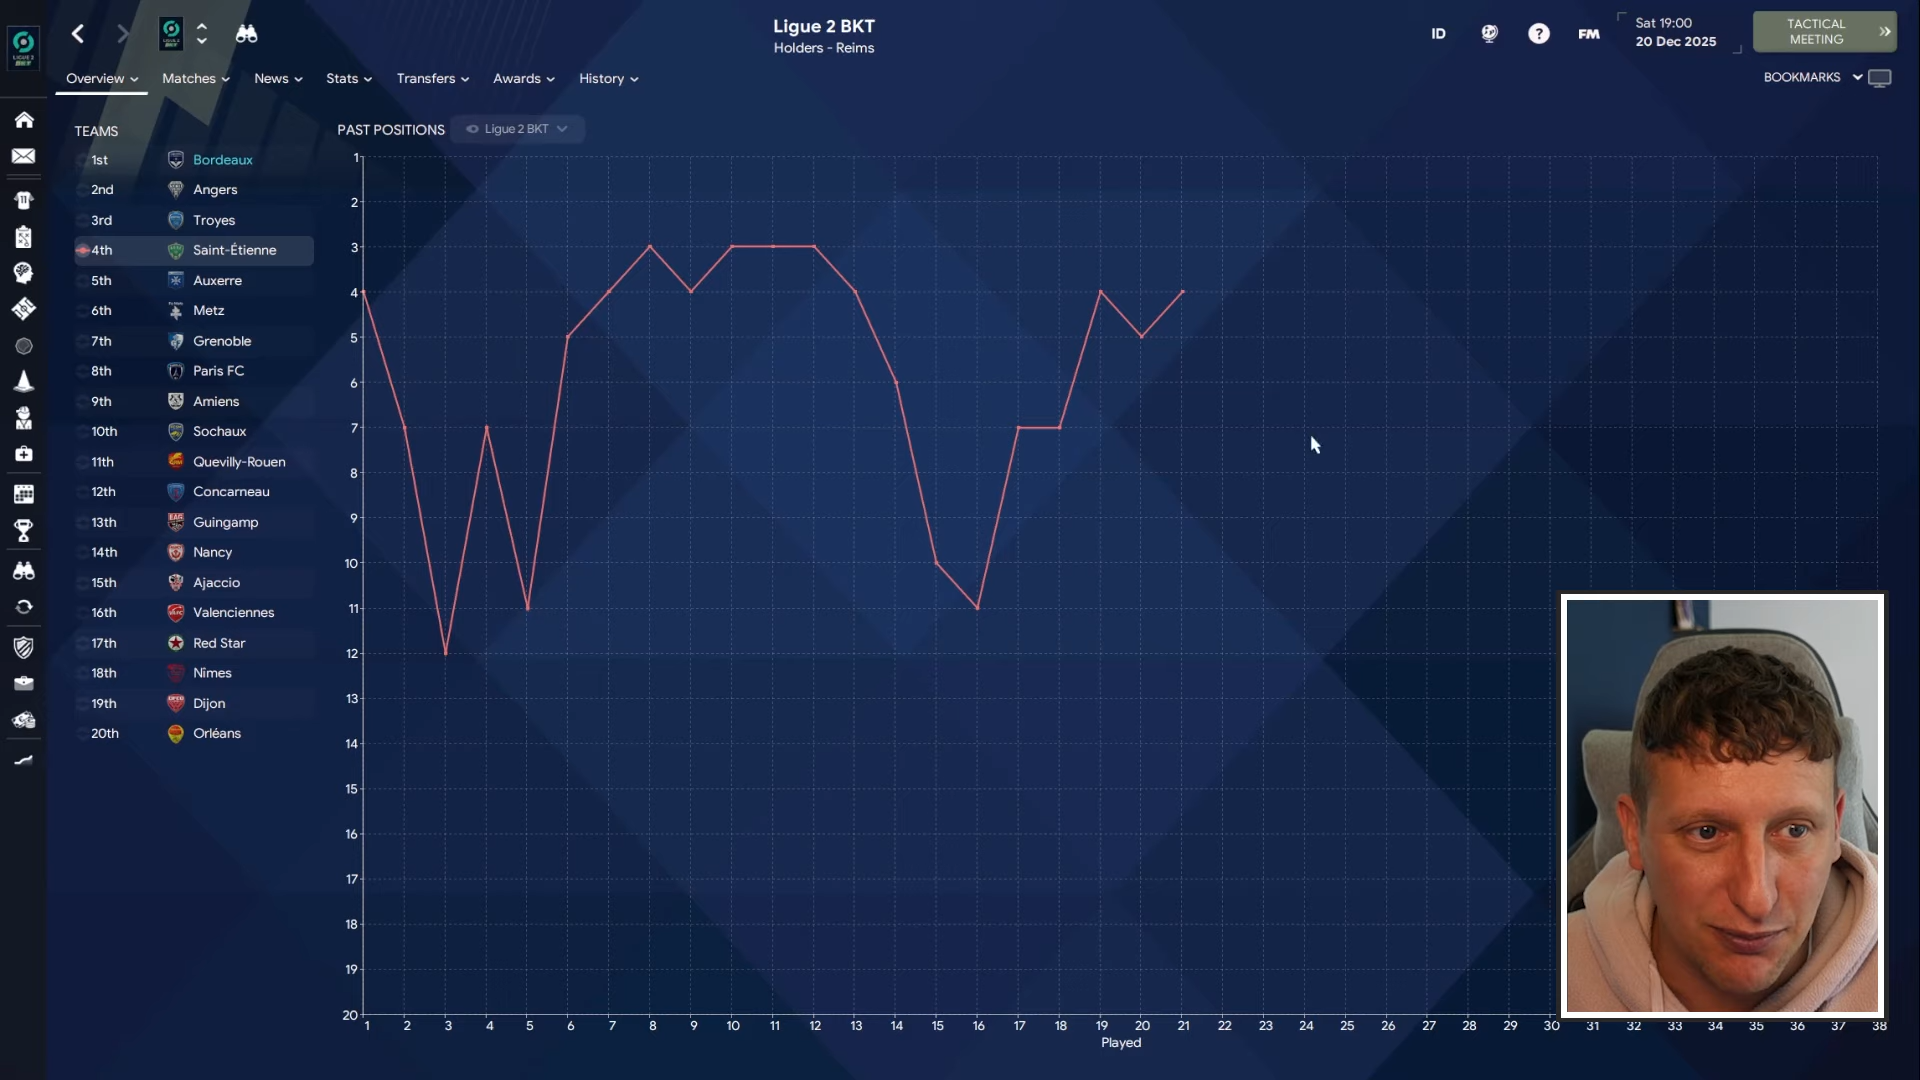 Ligue 2 BKT
Holders - Reims
ID
?
FM
Sat 19:00
20 Dec 2025
TACTICAL
MEETING
Overview
Matches
News
Stats
Transfers
Awards
History
BOOKMARKS
TEAMS
PAST POSITIONS
Ligue 2 BKT
1st Bordeaux
2nd Angers
3rd Troyes
4th Saint-Étienne
5th Auxerre
6th Metz
7th Grenoble
8th Paris FC
9th Amiens
10th Sochaux
11th Quevilly-Rouen
12th Concarneau
13th Guingamp
14th Nancy
15th Ajaccio
16th Valenciennes
17th Red Star
18th Nîmes
19th Dijon
20th Orléans
1
2
3
4
5
6
7
8
9
10
11
12
13
14
15
16
17
18
19
20
1 2 3 4 5 6 7 8 9 10 11 12 13 14 15 16 17 18 19 20 21 22 23 24 25 26 27 28 29 30 31 32 33 34 35 36 37 38
Played